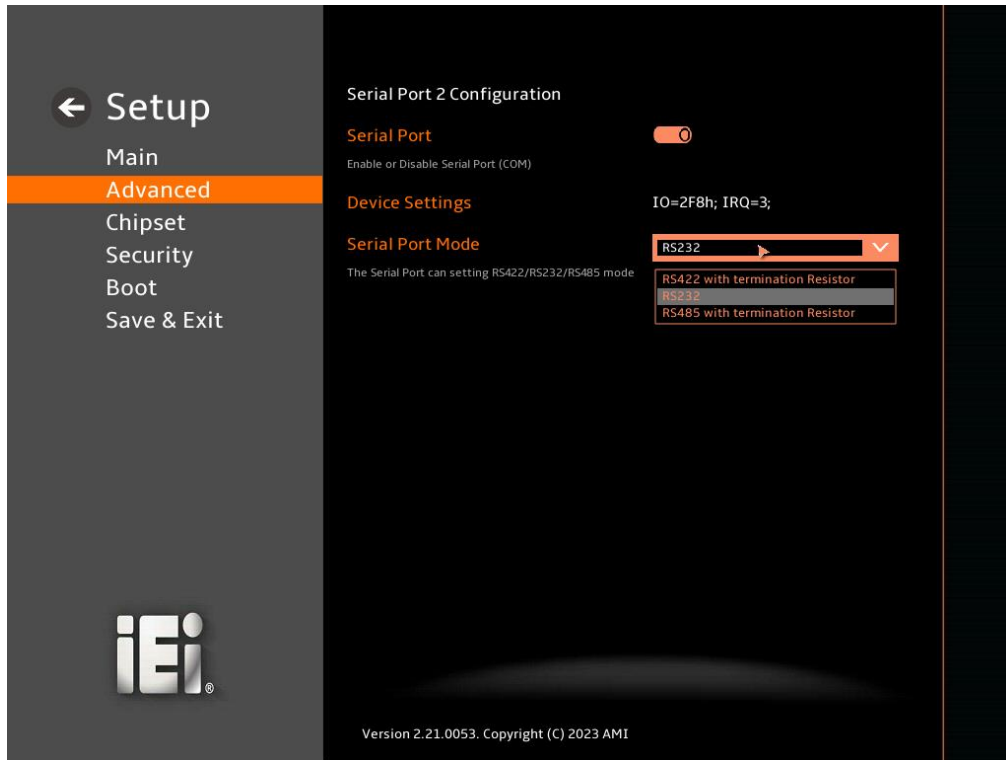 Setup
Main
Advanced
Chipset
Security
Boot
Save & Exit
iEi®
Serial Port 2 Configuration
Serial Port
Enable or Disable Serial Port (COM)
Device Settings IO=2F8h; IRQ=3;
Serial Port Mode RS232
The Serial Port can setting RS422/RS232/RS485 mode
RS422 with termination Resistor
RS232
RS485 with termination Resistor
Version 2.21.0053. Copyright (C) 2023 AMI